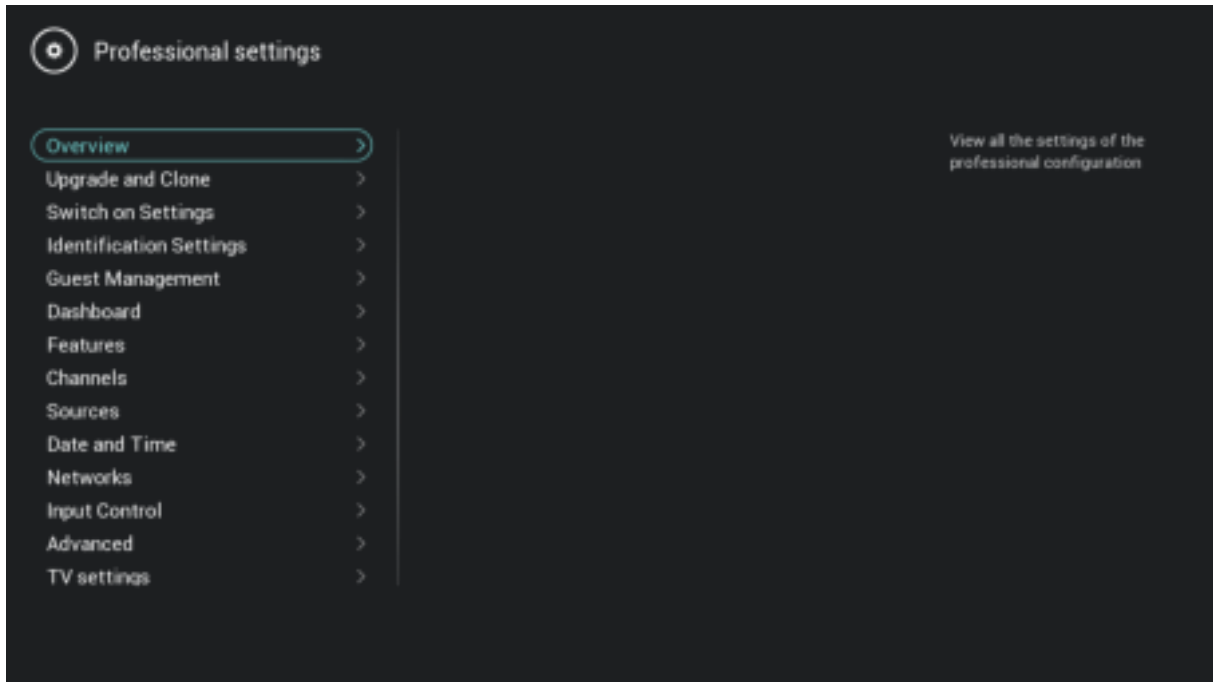 Professional settings
Overview
Upgrade and Clone
Switch on Settings
Identification Settings
Guest Management
Dashboard
Features
Channels
Sources
Date and Time
Networks
Input Control
Advanced
TV settings
View all the settings of the
professional configuration